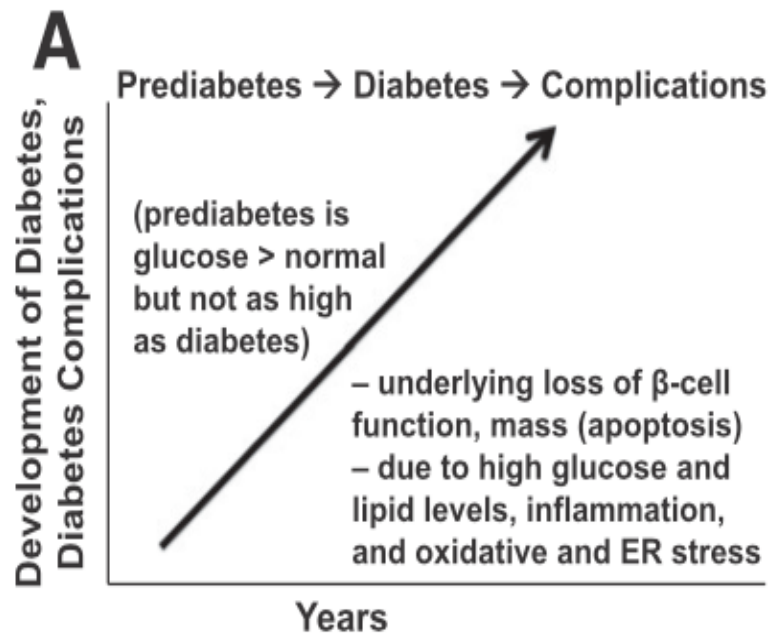 A
Prediabetes → Diabetes → Complications
Development of Diabetes,
Diabetes Complications
(prediabetes is
glucose > normal
but not as high
as diabetes)
– underlying loss of β-cell
function, mass (apoptosis)
– due to high glucose and
lipid levels, inflammation,
and oxidative and ER stress
Years